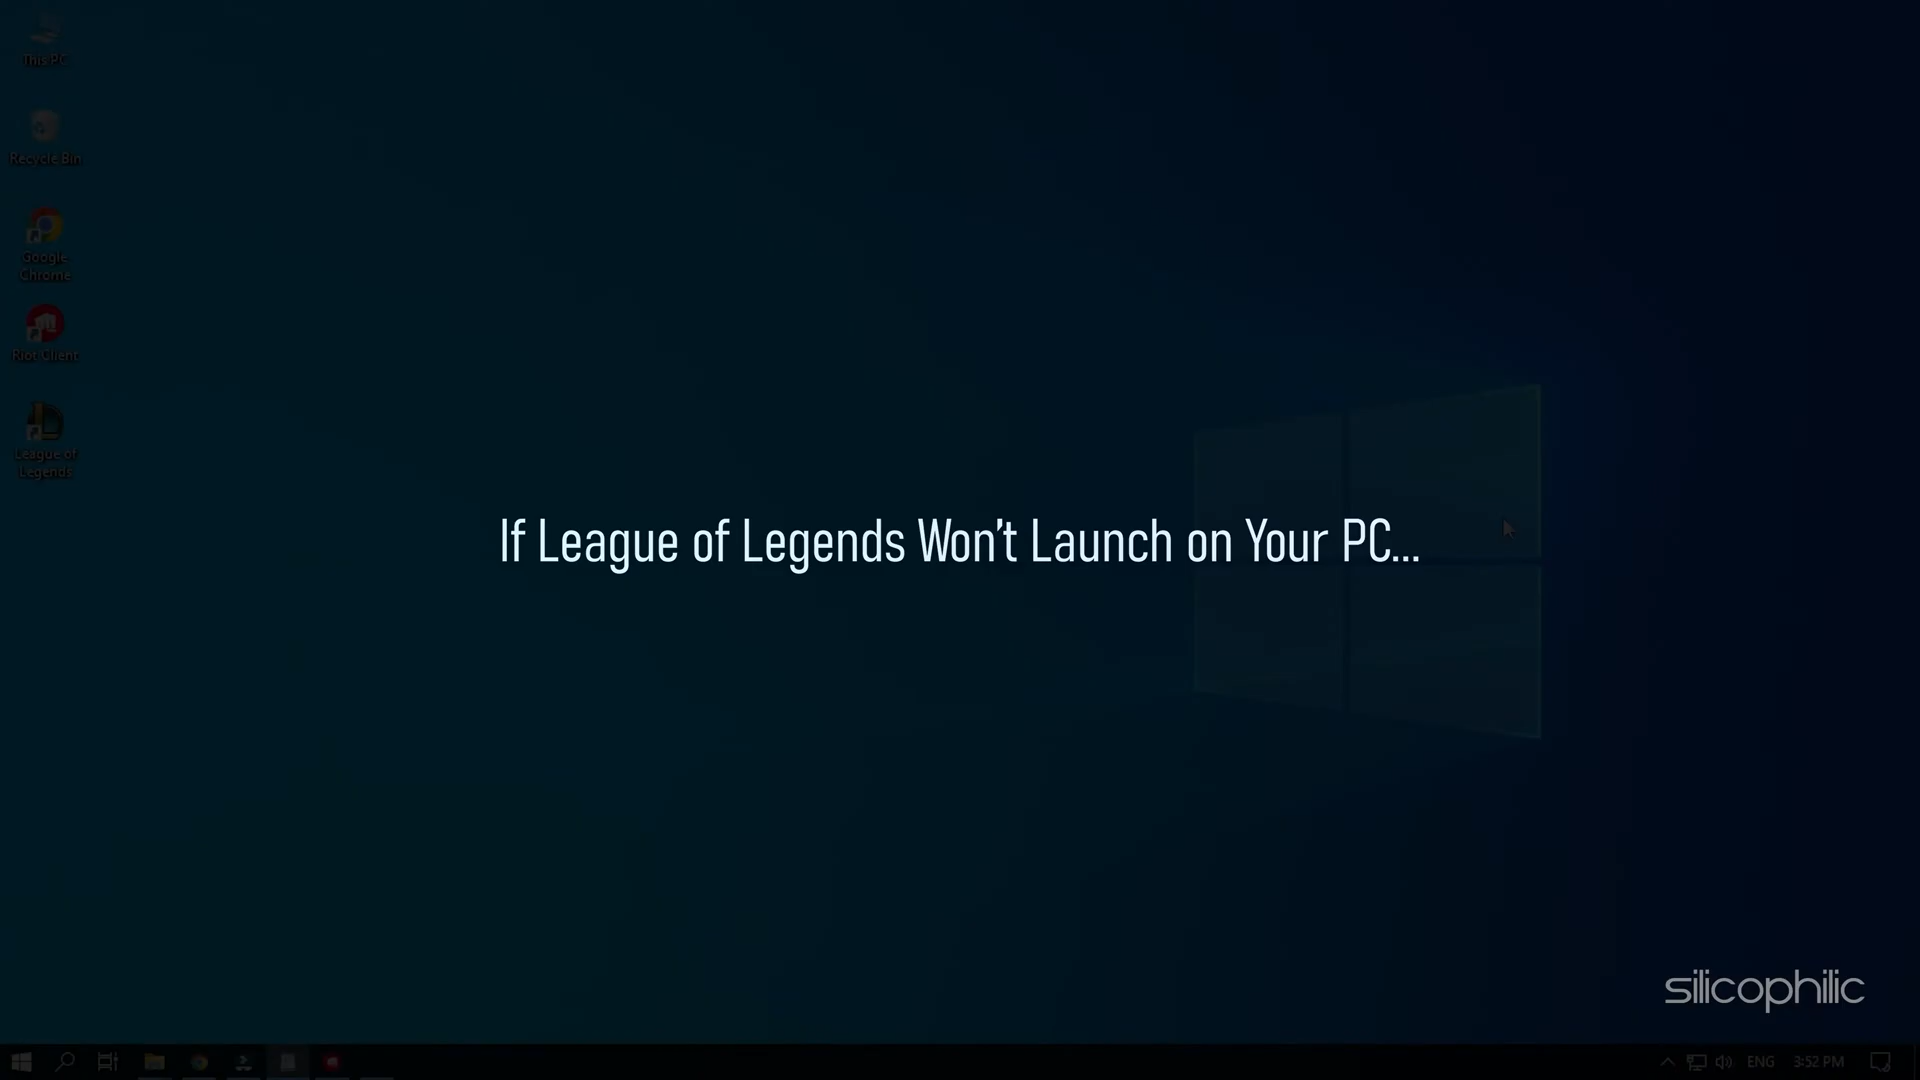 This PC
Recycle Bin
Google
Chrome
Riot Client
League of
Legends
If League of Legends Won't Launch on Your PC...
silicophilic
ENG
3:52 PM